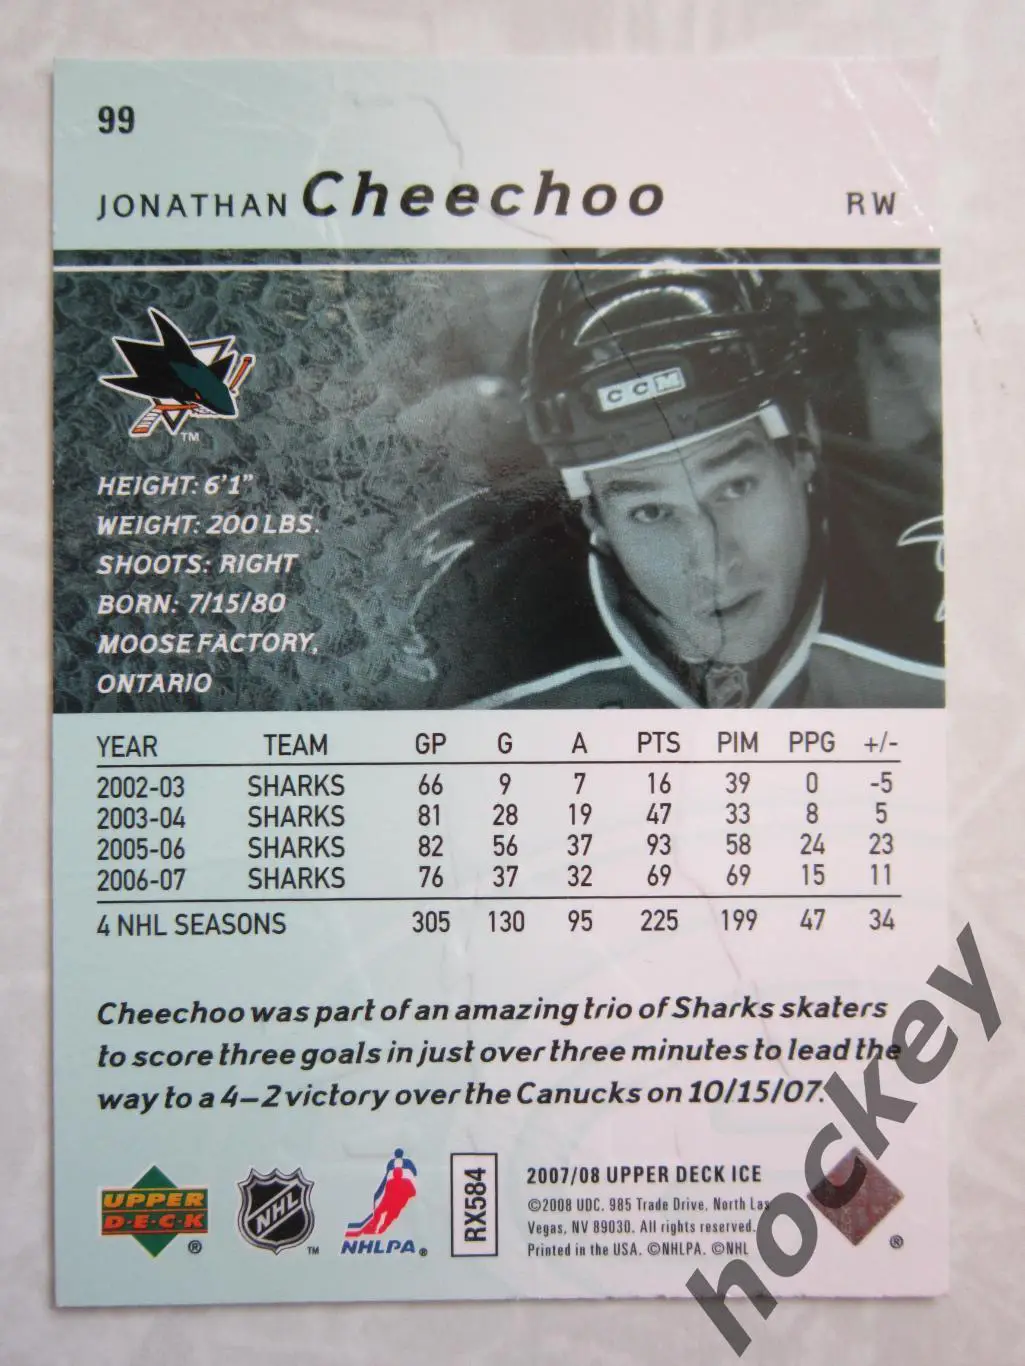 99
JONATHAN Cheechoo RW
CCM
TM
HEIGHT: 6'1"
WEIGHT: 200 LBS.
SHOOTS: RIGHT
BORN: 7/15/80
MOOSE FACTORY,
ONTARIO
YEAR TEAM GP G A PTS PIM PPG +/-
2002-03 SHARKS 66 9 7 16 39 0 -5
2003-04 SHARKS 81 28 19 47 33 8 5
2005-06 SHARKS 82 56 37 93 58 24 23
2006-07 SHARKS 76 37 32 69 69 15 11
4 NHL SEASONS 305 130 95 225 199 47 34
Cheechoo was part of an amazing trio of Sharks skaters
to score three goals in just over three minutes to lead the
way to a 4–2 victory over the Canucks on 10/15/07.
UPPER
D·E·C·K
®
NHL
TM
NHLPA®
RX584
2007/08 UPPER DECK ICE
©2008 UDC. 985 Trade Drive, North Las
Vegas, NV 89030. All rights reserved.
Printed in the USA. ©NHLPA. ©NHL
®
hockey